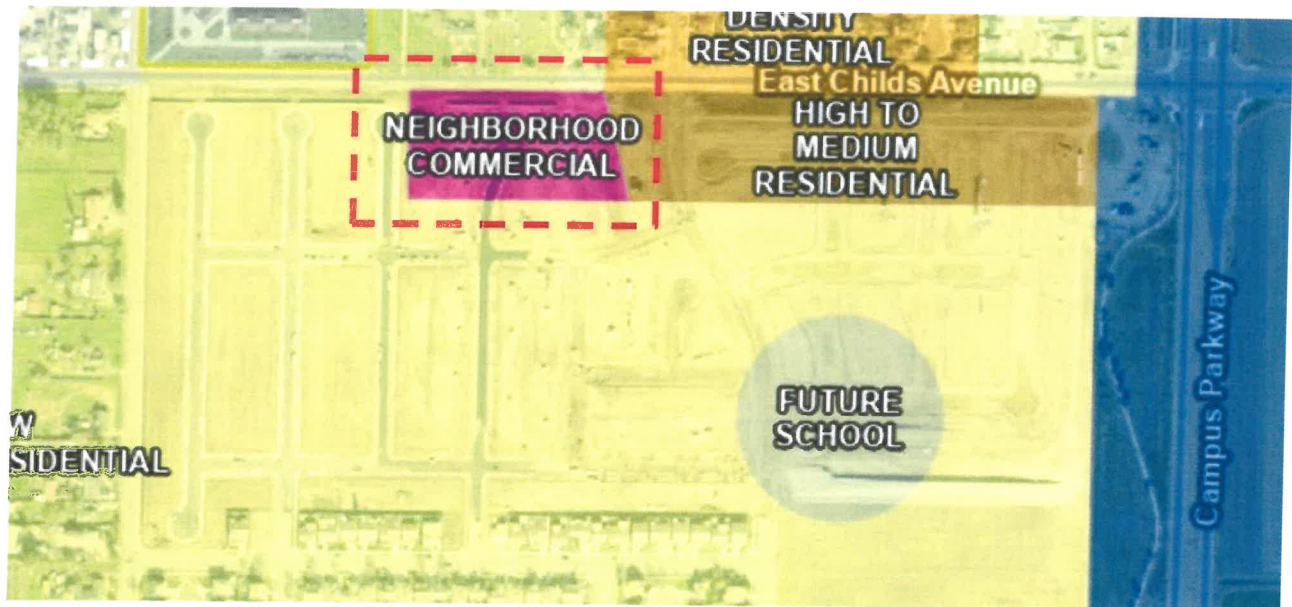 DENSITY
RESIDENTIAL
East Childs Avenue
NEIGHBORHOOD
COMMERCIAL
HIGH TO
MEDIUM
RESIDENTIAL
FUTURE
SCHOOL
W
SIDENTIAL
Campus Parkway